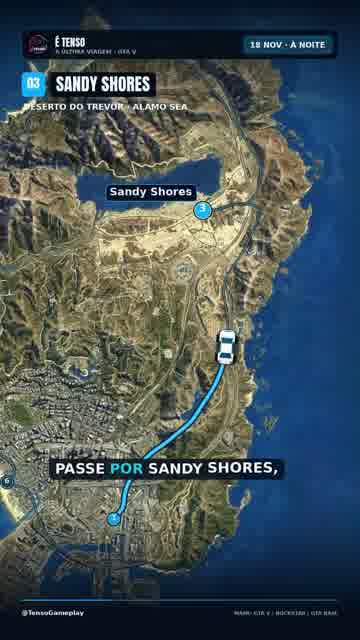 É TENSO
A ÚLTIMA VIAGEM · GTA V
18 NOV · À NOITE
03 SANDY SHORES
DESERTO DO TREVOR · ALAMO SEA
Sandy Shores
3
PASSE POR SANDY SHORES,
6
1
@TensoGameplay
MAPA: GTA V | ROCKSTAR | GTA BASE